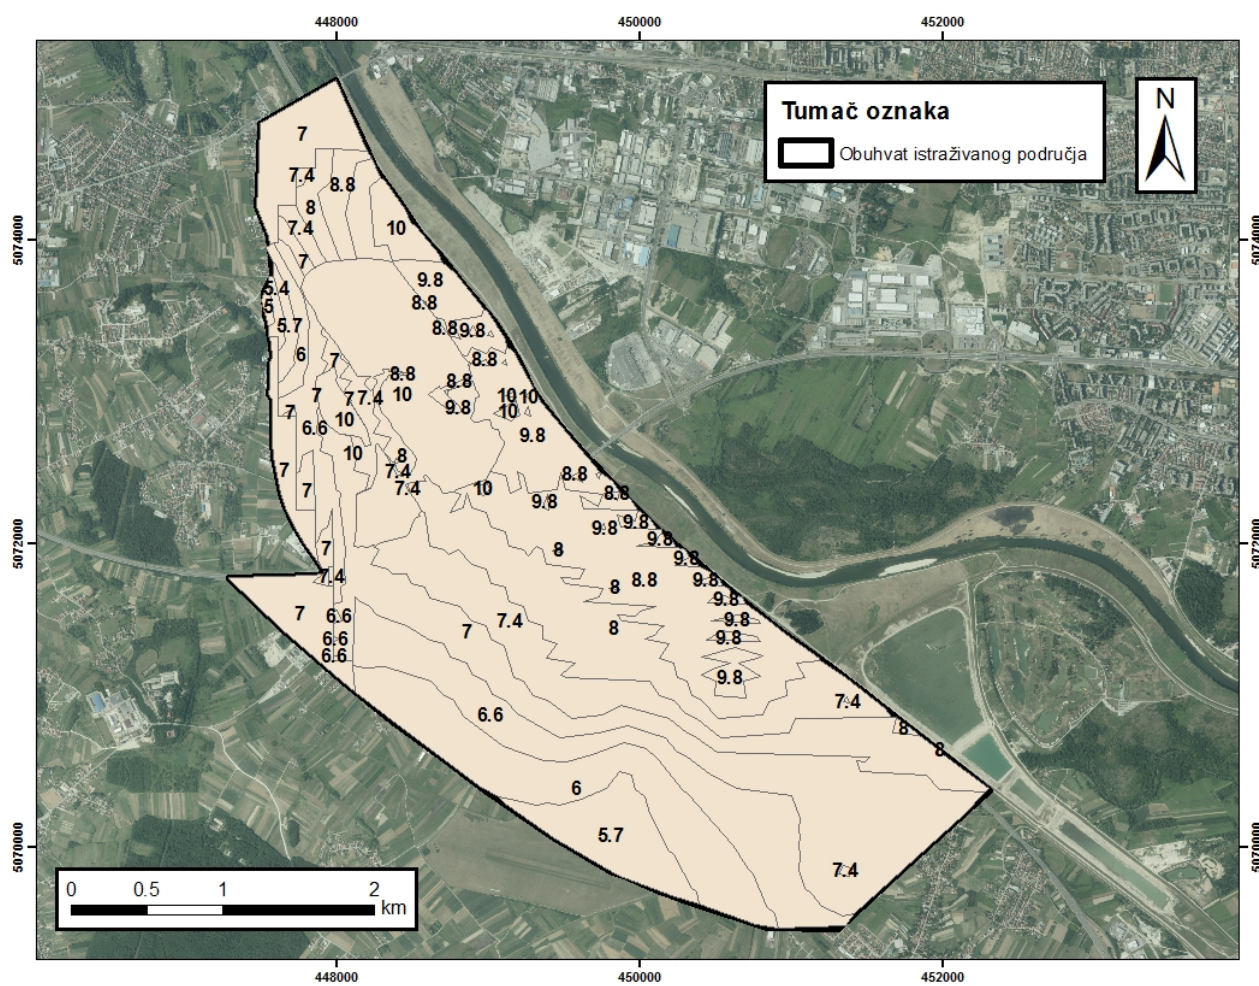 448000 450000 452000
Tumač oznaka
Obuhvat istraživanog područja
N
7
7.4 8.8
8
7.4 10
5074000 5074000
7
5.4 9.8
5 8.8
5.7 8.8 9.8
6 7 8.8
8.8 8.8
7 7 7.4 10 10 10
7 10 9.8 10
6.6 9.8
10 8
7 7.4 8.8
7 7.4 10 8.8
9.8
9.8 9.8
7 8 9.8
5072000 5072000
9.8
7.4 8 8.8 9.8
9.8
7 6.6 7.4 9.8
6.6 7 8 9.8
6.6
9.8
7.4
6.6 8
8
6
5.7
5070000 5070000
7.4
0 0.5 1 2
km
448000 450000 452000